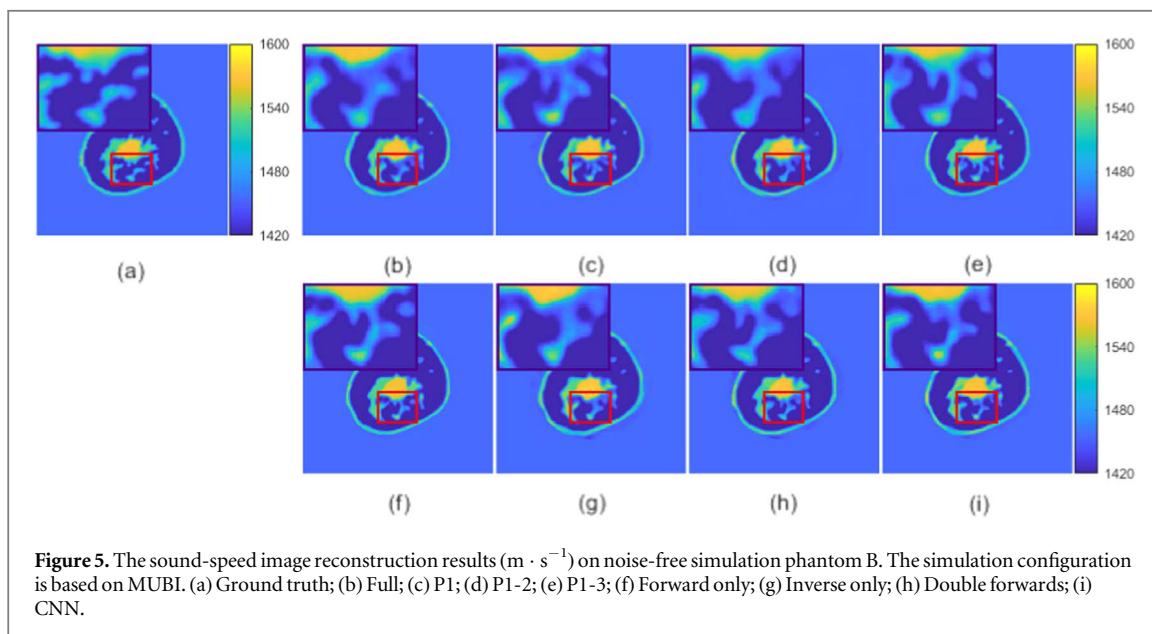 1600
1540
1480
1420
1600
1540
1480
1420
(a)
(b)
(c)
(d)
(e)
1600
1540
1480
1420
(f)
(g)
(h)
(i)
Figure 5. The sound-speed image reconstruction results (m · s⁻¹) on noise-free simulation phantom B. The simulation configuration
is based on MUBI. (a) Ground truth; (b) Full; (c) P1; (d) P1-2; (e) P1-3; (f) Forward only; (g) Inverse only; (h) Double forwards; (i)
CNN.